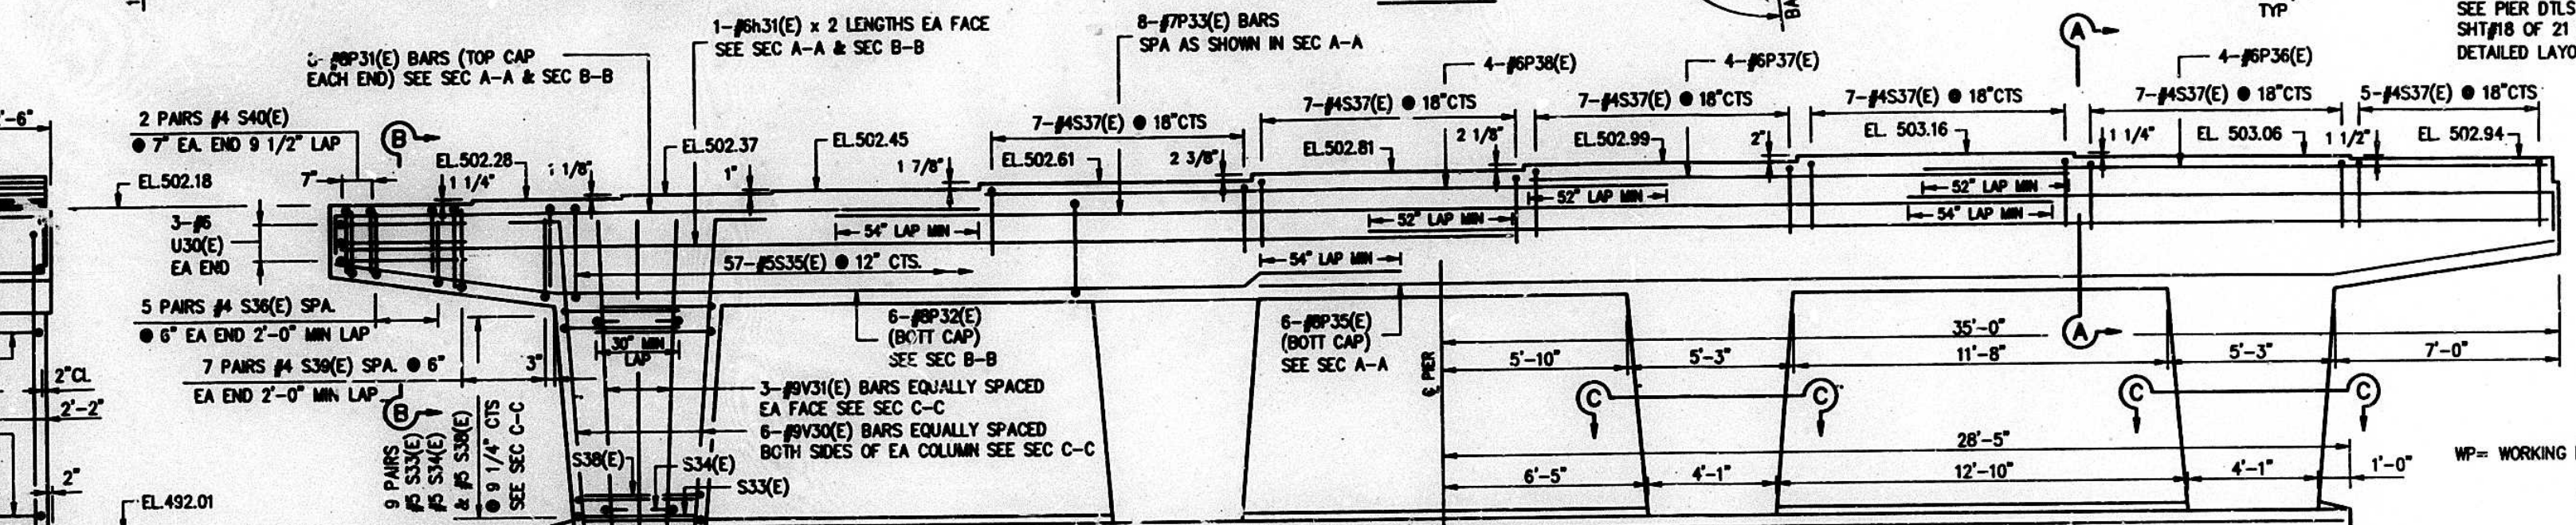 1-#6h31(E) x 2 LENGTHS EA FACE
SEE SEC A-A & SEC B-B
8-#7P33(E) BARS
SPA AS SHOWN IN SEC A-A
TYP
SEE PIER DTLS
SHT#18 OF 21
DETAILED LAYO
#8P31(E) BARS (TOP CAP
EACH END) SEE SEC A-A & SEC B-B
4-#6P38(E)
4-#6P37(E)
A
4-#6P36(E)
2 PAIRS #4 S40(E)
● 7" EA. END 9 1/2" LAP
B
7-#4S37(E) ● 18"CTS
7-#4S37(E) ● 18"CTS
7-#4S37(E) ● 18"CTS
7-#4S37(E) ● 18"CTS
7-#4S37(E) ● 18"CTS
5-#4S37(E) ● 18"CTS
'-6"
EL.502.18
7"
EL.502.28
1 1/4"
1/8"
EL.502.37
1"
EL.502.45
1 7/8"
EL.502.61
2 3/8"
EL.502.81
2 1/8"
EL.502.99
2"
EL. 503.16
1 1/4"
EL. 503.06
1 1/2"
EL. 502.94
3-#6
U30(E)
EA END
54" LAP MIN
52" LAP MIN
52" LAP MIN
52" LAP MIN
54" LAP MIN
57-#5S35(E) ● 12" CTS.
54" LAP MIN
5 PAIRS #4 S36(E) SPA.
● 6" EA END 2'-0" MIN LAP
7 PAIRS #4 S39(E) SPA. ● 6"
EA END 2'-0" MIN LAP
B
3"
30" MIN
LAP
6-#8P32(E)
(BOTT CAP)
SEE SEC B-B
6-#8P35(E)
(BOTT CAP)
SEE SEC A-A
℄ PIER
35'-0"
A
5'-10"
5'-3"
11'-8"
5'-3"
7'-0"
2"CL
2'-2"
2"
3-#9V31(E) BARS EQUALLY SPACED
EA FACE SEE SEC C-C
6-#9V30(E) BARS EQUALLY SPACED
BOTH SIDES OF EA COLUMN SEE SEC C-C
C
C
C
C
28'-5"
6'-5"
4'-1"
12'-10"
4'-1"
1'-0"
WP= WORKING
9 PAIRS
#5 S33(E)
#5 S34(E)
& #5 S38(E)
● 9 1/4" CTS
SEE SEC C-C
S38(E)
S34(E)
S33(E)
EL.492.01